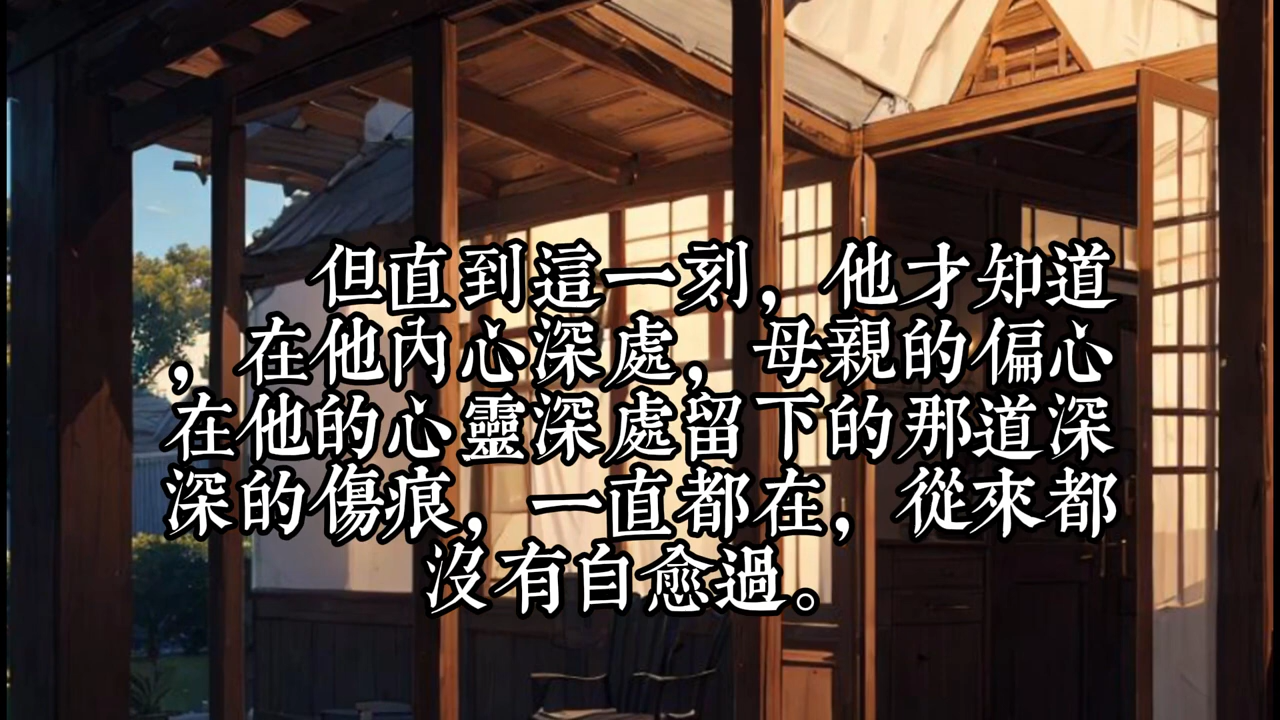 但直到這一刻，他才知道
，在他內心深處，母親的偏心
在他的心靈深處留下的那道深
深的傷痕，一直都在，從來都
沒有自愈過。